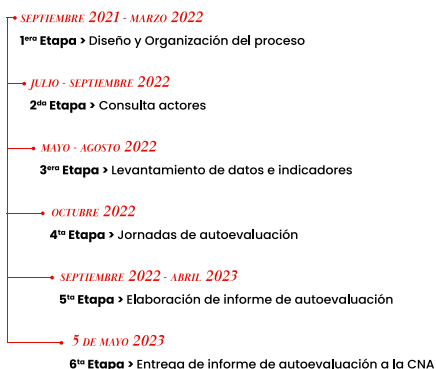 SEPTIEMBRE 2021 - MARZO 2022
1era Etapa > Diseño y Organización del proceso
JULIO - SEPTIEMBRE 2022
2da Etapa > Consulta actores
MAYO - AGOSTO 2022
3era Etapa > Levantamiento de datos e indicadores
OCTUBRE 2022
4ta Etapa > Jornadas de autoevaluación
SEPTIEMBRE 2022 - ABRIL 2023
5ta Etapa > Elaboración de informe de autoevaluación
5 DE MAYO 2023
6ta Etapa > Entrega de informe de autoevaluación a la CNA